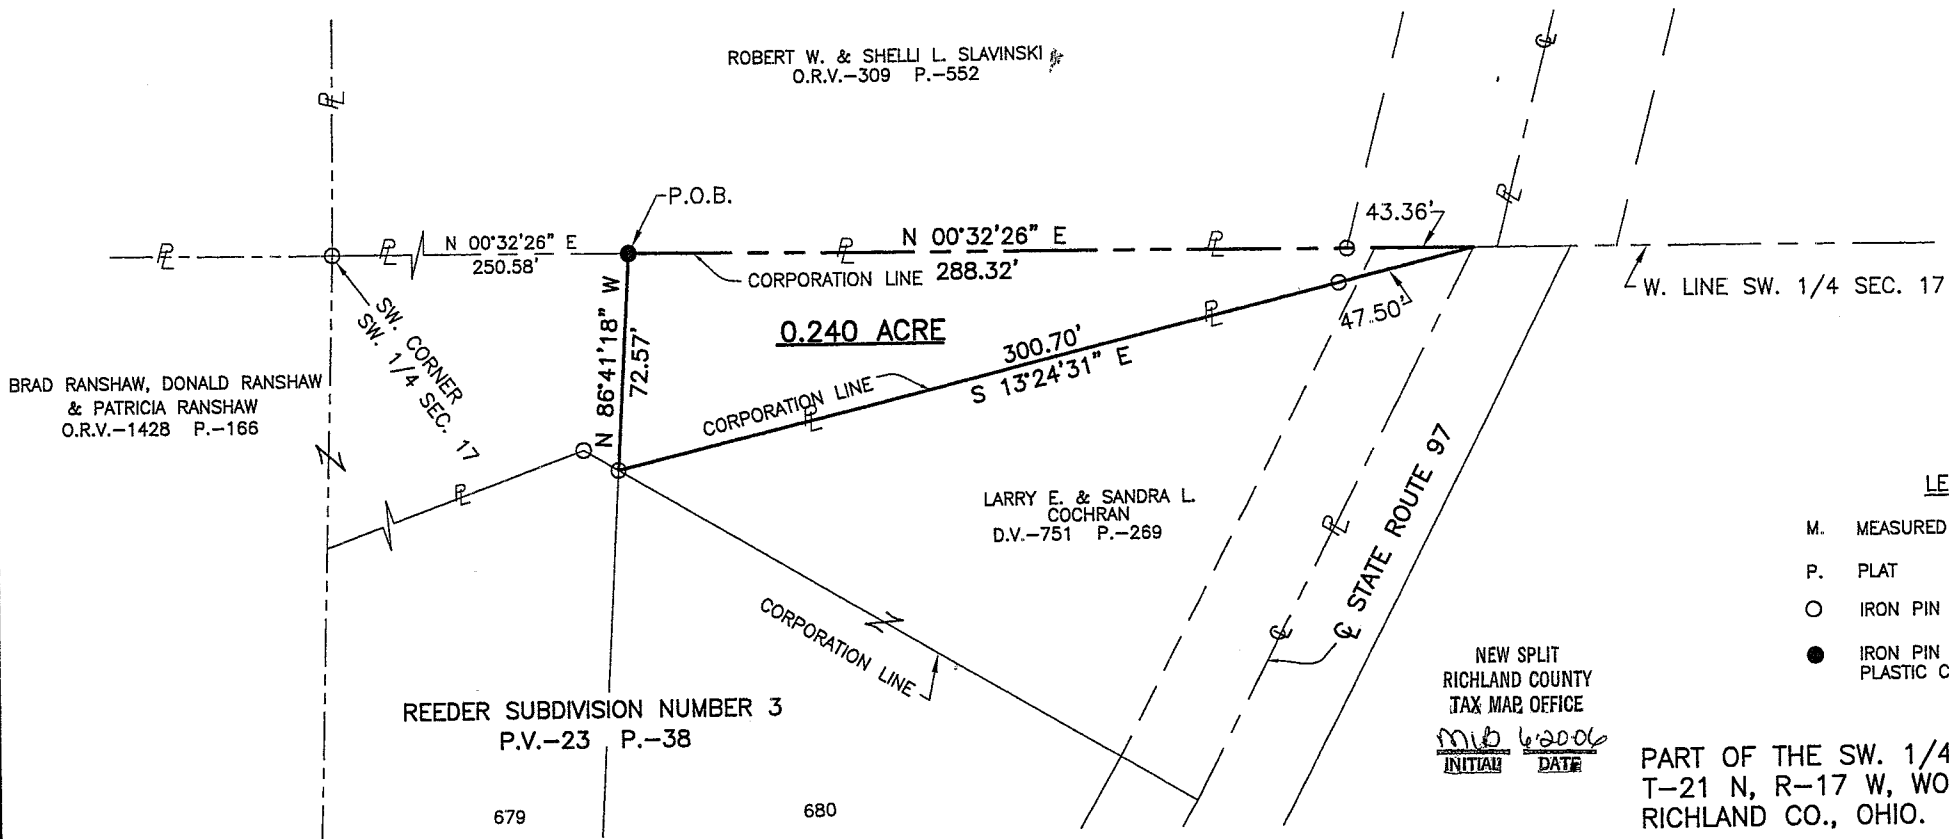 ROBERT W. & SHELLI L. SLAVINSKI
O.R.V.-309 P.-552
P.O.B.
43.36'
N 00°32'26" E
250.58'
N 00°32'26" E
288.32'
CORPORATION LINE
W. LINE SW. 1/4 SEC. 17
SW. CORNER
SW. 1/4 SEC. 17
N 86°41'18" W
72.57'
0.240 ACRE
47.50'
300.70'
S 13°24'31" E
CORPORATION LINE
BRAD RANSHAW, DONALD RANSHAW
& PATRICIA RANSHAW
O.R.V.-1428 P.-166
LARRY E. & SANDRA L.
COCHRAN
D.V.-751 P.-269
℄ STATE ROUTE 97
CORPORATION LINE
LE
M. MEASURED
P. PLAT
IRON PIN
IRON PIN
PLASTIC C
REEDER SUBDIVISION NUMBER 3
P.V.-23 P.-38
679
680
NEW SPLIT
RICHLAND COUNTY
TAX MAP OFFICE
MLB 6-20-06
INITIAL DATE
PART OF THE SW. 1/4
T-21 N, R-17 W, WO
RICHLAND CO., OHIO.